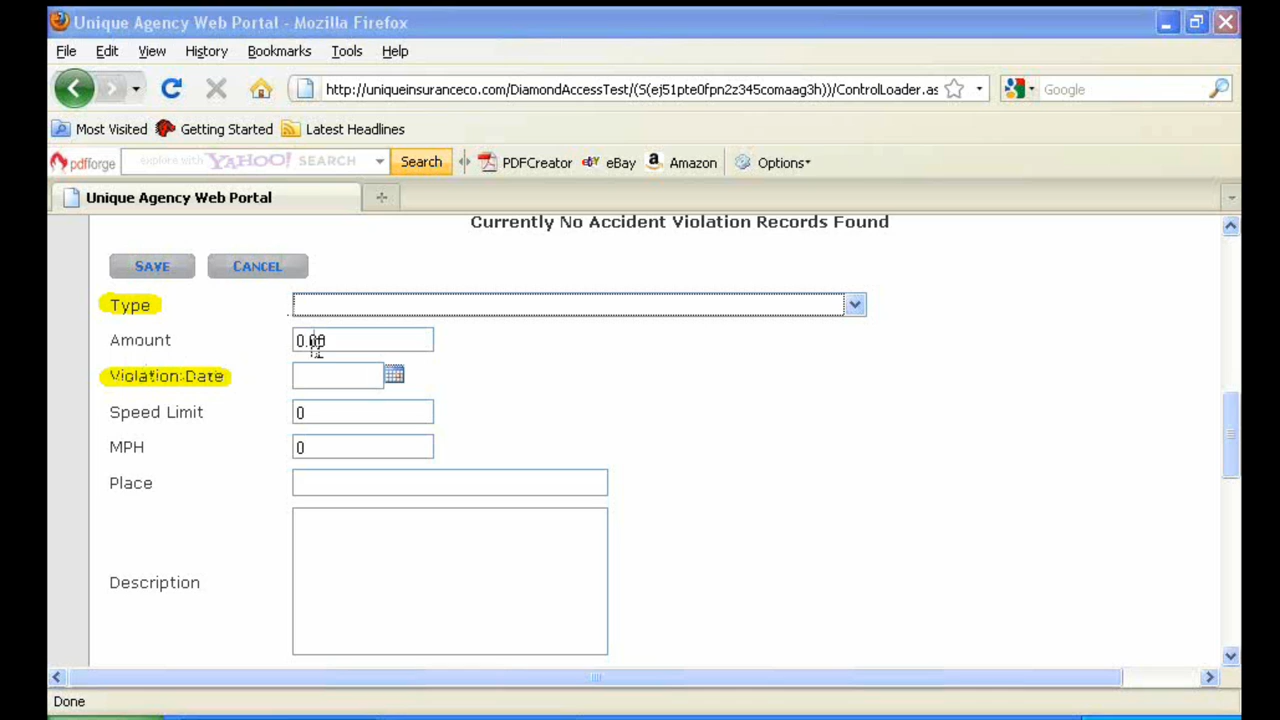 Unique Agency Web Portal - Mozilla Firefox
File Edit View History Bookmarks Tools Help
http://uniqueinsuranceco.com/DiamondAccessTest/(S(ej51pte0fpn2z345comaag3h))/ControlLoader.as Google
Most Visited Getting Started Latest Headlines
pdfforge explore with YAHOO! SEARCH Search PDFCreator eBay Amazon Options
Unique Agency Web Portal
Currently No Accident Violation Records Found
SAVE CANCEL
Type
Amount 0.00
Violation Date
Speed Limit 0
MPH 0
Place
Description
Done